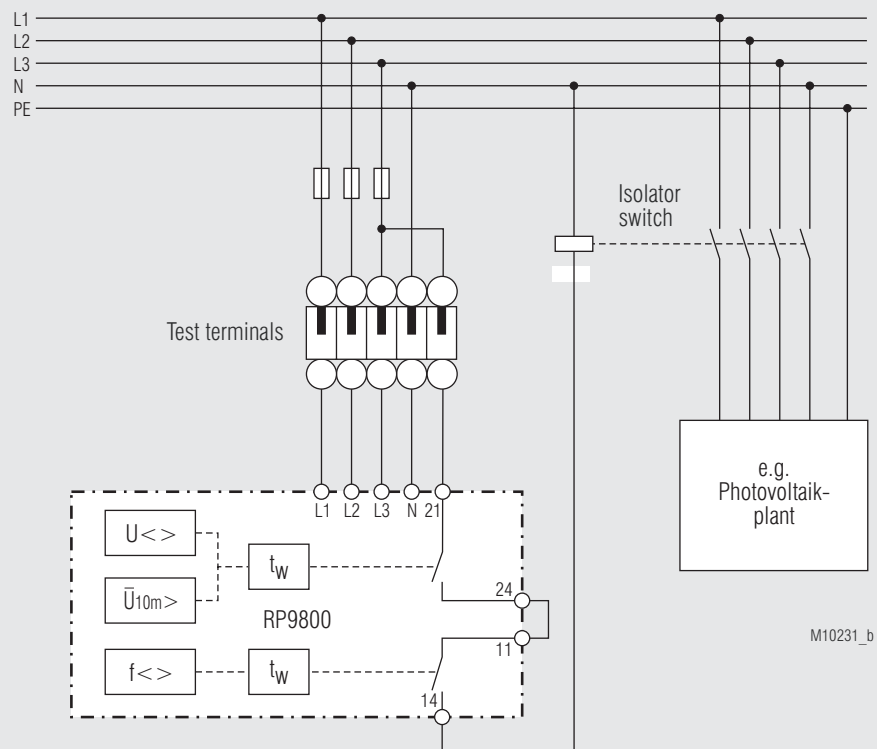 L1
L2
L3
N
PE
Isolator
switch
Test terminals
e.g.
Photovoltaik-
plant
L1 L2 L3 N 21
U<>
tw
Ū10m>
24
RP9800
11
f<>
tw
14
M10231_b